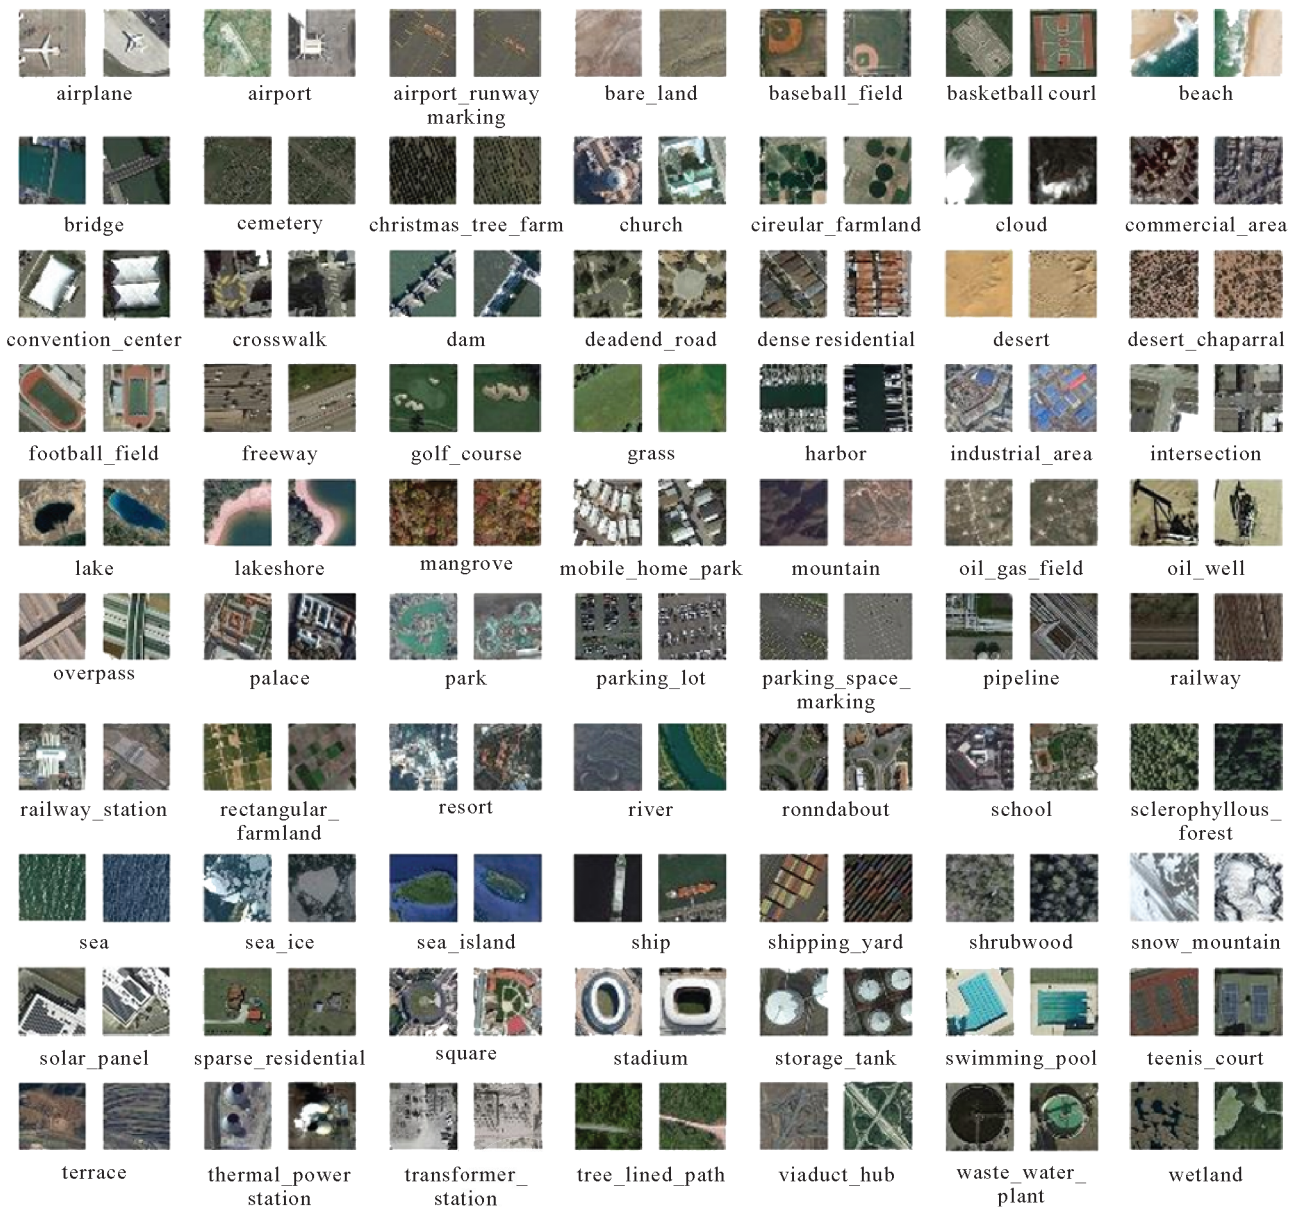 airplane
airport
airport_runway
marking
bare_land
baseball_field
basketball courl
beach
bridge
cemetery
christmas_tree_farm
church
cireular_farmland
cloud
commercial_area
convention_center
crosswalk
dam
deadend_road
dense residential
desert
desert_chaparral
football_field
freeway
golf_course
grass
harbor
industrial_area
intersection
lake
lakeshore
mangrove
mobile_home_park
mountain
oil_gas_field
oil_well
overpass
palace
park
parking_lot
parking_space_
marking
pipeline
railway
railway_station
rectangular_
farmland
resort
river
ronndabout
school
sclerophyllous_
forest
sea
sea_ice
sea_island
ship
shipping_yard
shrubwood
snow_mountain
solar_panel
sparse_residential
square
stadium
storage_tank
swimming_pool
teenis_court
terrace
thermal_power
station
transformer_
station
tree_lined_path
viaduct_hub
waste_water_
plant
wetland